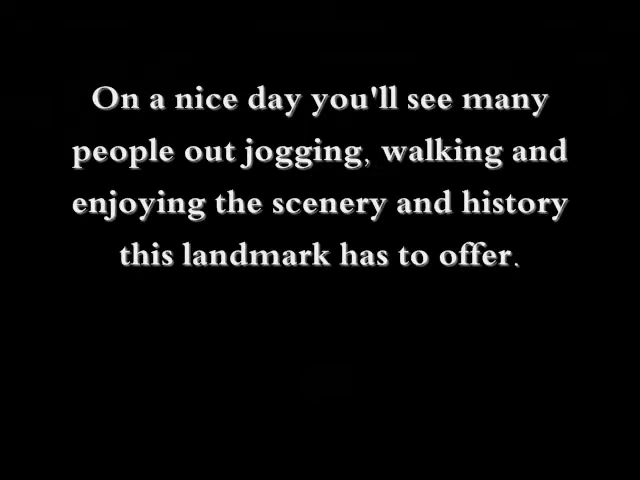 On a nice day you'll see many
people out jogging, walking and
enjoying the scenery and history
this landmark has to offer.